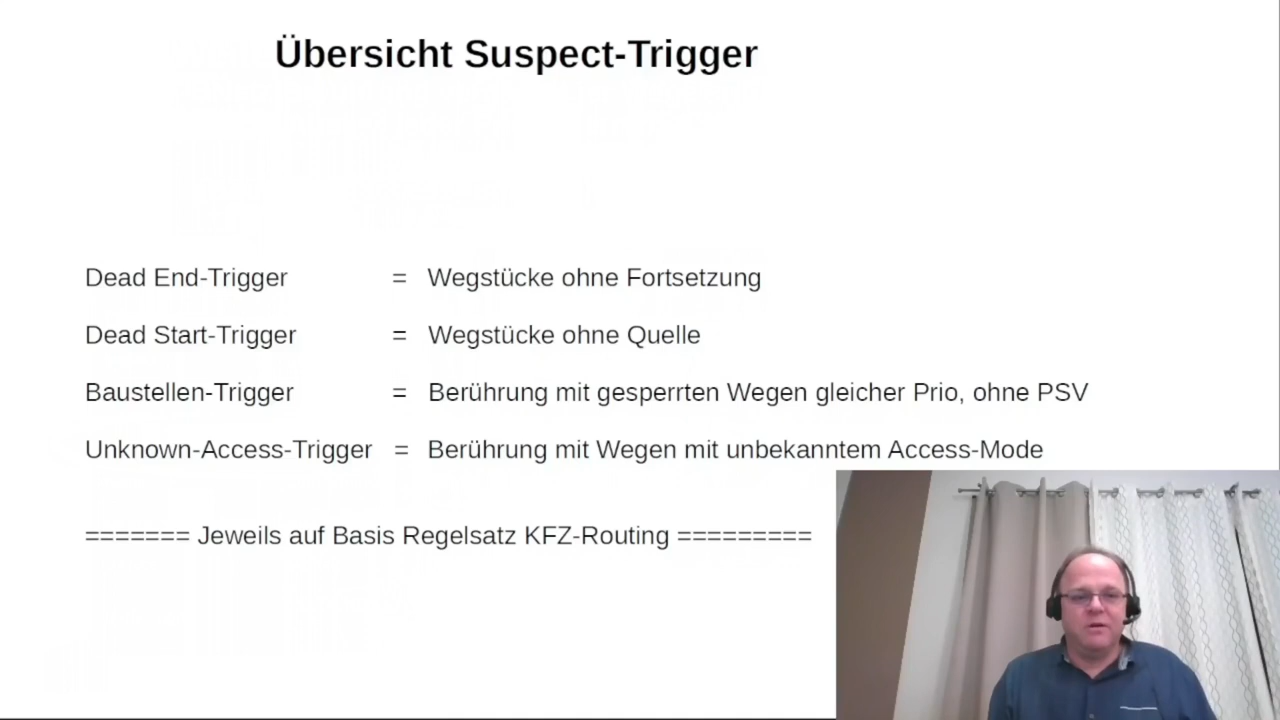 Übersicht Suspect-Trigger
Dead End-Trigger = Wegstücke ohne Fortsetzung
Dead Start-Trigger = Wegstücke ohne Quelle
Baustellen-Trigger = Berührung mit gesperrten Wegen gleicher Prio, ohne PSV
Unknown-Access-Trigger = Berührung mit Wegen mit unbekanntem Access-Mode
======= Jeweils auf Basis Regelsatz KFZ-Routing =========